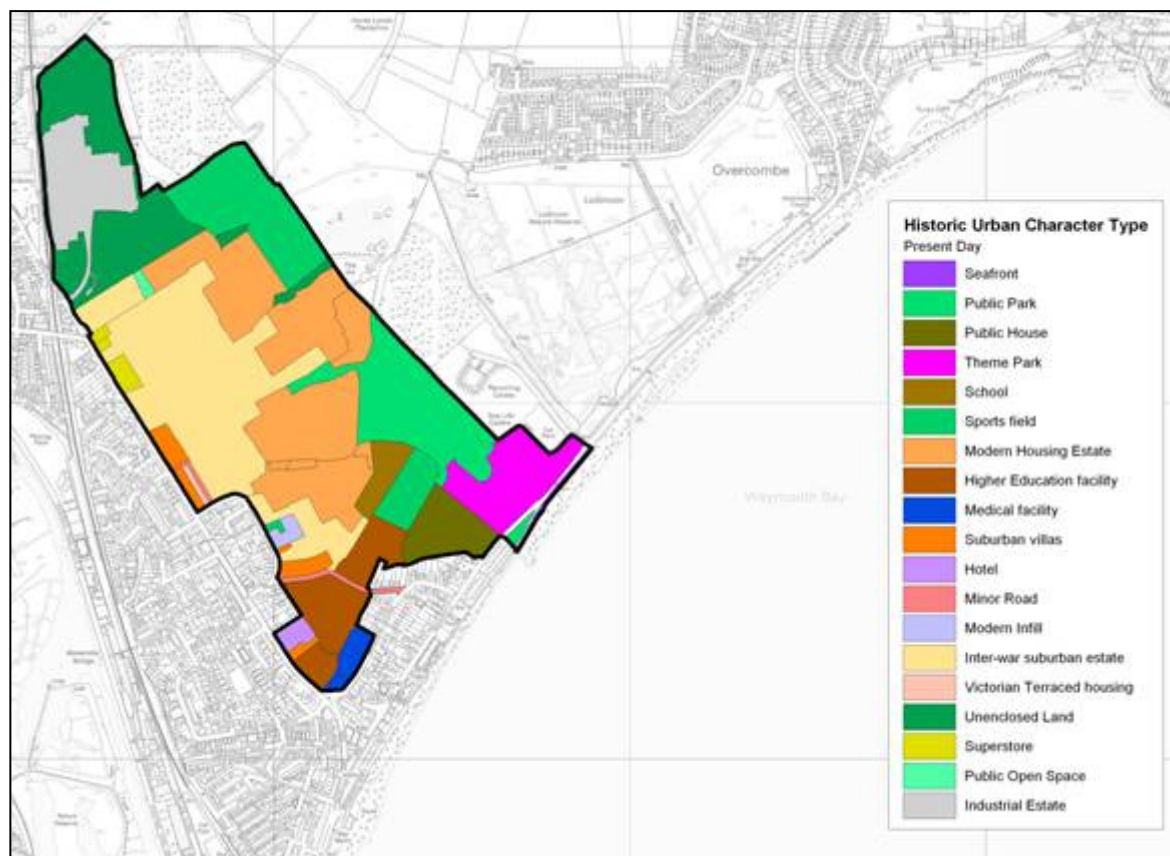 Overcombe
Weymouth Bay
Historic Urban Character Type
Present Day
Seafront
Public Park
Public House
Theme Park
School
Sports field
Modern Housing Estate
Higher Education facility
Medical facility
Suburban villas
Hotel
Minor Road
Modern Infill
Inter-war suburban estate
Victorian Terraced housing
Unenclosed Land
Superstore
Public Open Space
Industrial Estate